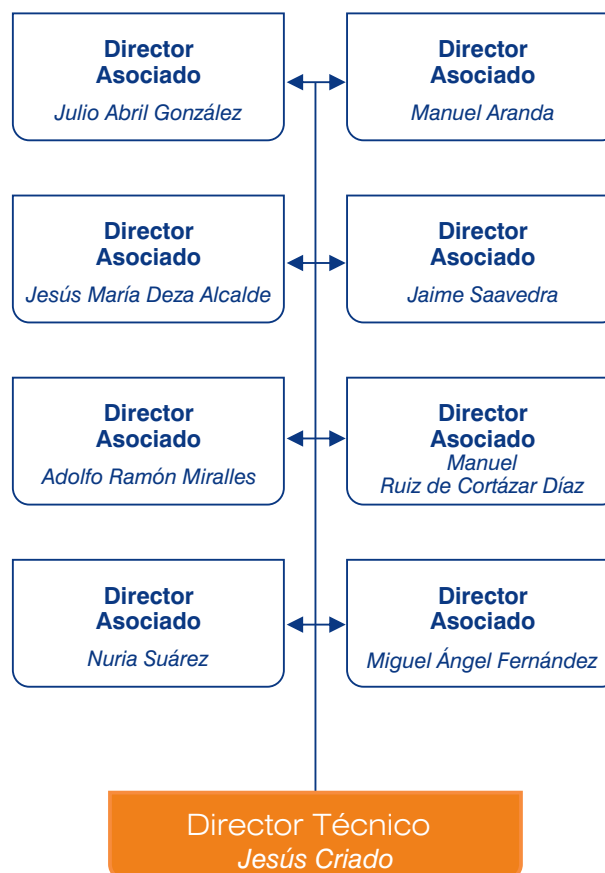 Director
Asociado
Julio Abril González
Director
Asociado
Manuel Aranda
Director
Asociado
Jesús María Deza Alcalde
Director
Asociado
Jaime Saavedra
Director
Asociado
Adolfo Ramón Miralles
Director
Asociado
Manuel
Ruiz de Cortázar Díaz
Director
Asociado
Nuria Suárez
Director
Asociado
Miguel Ángel Fernández
Director Técnico
Jesús Criado